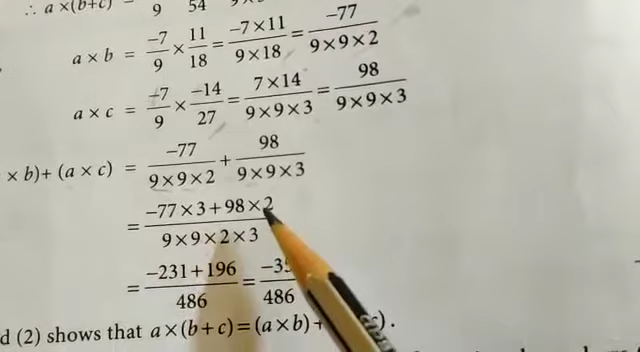 ∴ a×(b+c) = 9 54
a × b = -7/9 × 11/18 = -7×11/9×18 = -77/9×9×2
a × c = -7/9 × -14/27 = 7×14/9×9×3 = 98/9×9×3
× b)+ (a × c) = -77/9×9×2 + 98/9×9×3
= -77×3+98×2/9×9×2×3
= -231+196/486 = -35/486
d (2) shows that a×(b+c)=(a×b)+ c).